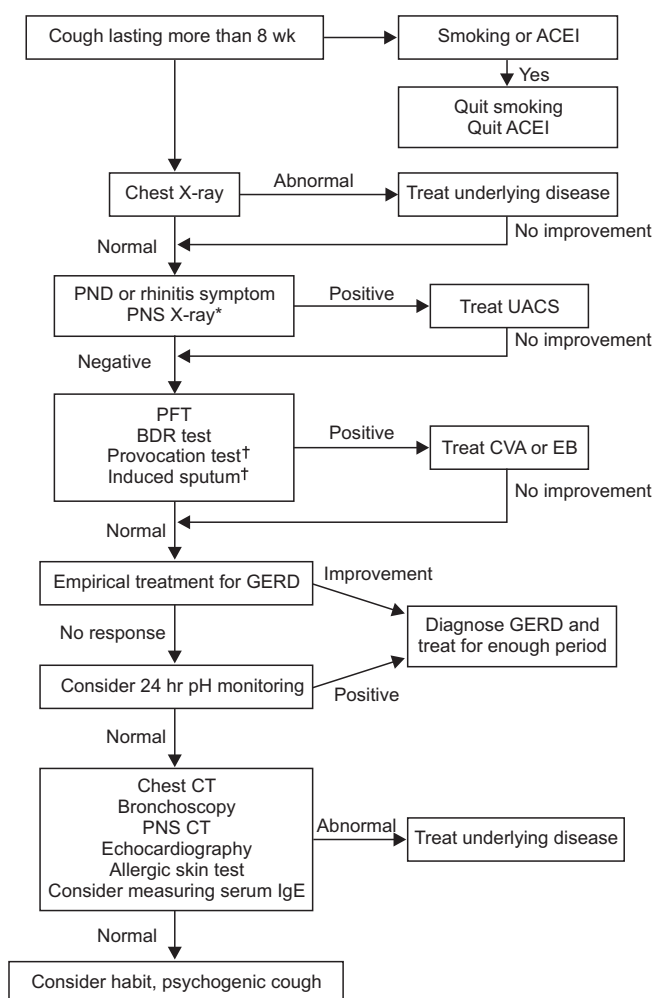 Cough lasting more than 8 wk
Smoking or ACEI
Yes
Quit smoking
Quit ACEI
Chest X-ray
Abnormal
Treat underlying disease
No improvement
Normal
PND or rhinitis symptom
PNS X-ray*
Positive
Treat UACS
No improvement
Negative
PFT
BDR test
Provocation test†
Induced sputum†
Positive
Treat CVA or EB
No improvement
Normal
Empirical treatment for GERD
Improvement
Diagnose GERD and
treat for enough period
No response
Consider 24 hr pH monitoring
Positive
Normal
Chest CT
Bronchoscopy
PNS CT
Echocardiography
Allergic skin test
Consider measuring serum IgE
Abnormal
Treat underlying disease
Normal
Consider habit, psychogenic cough